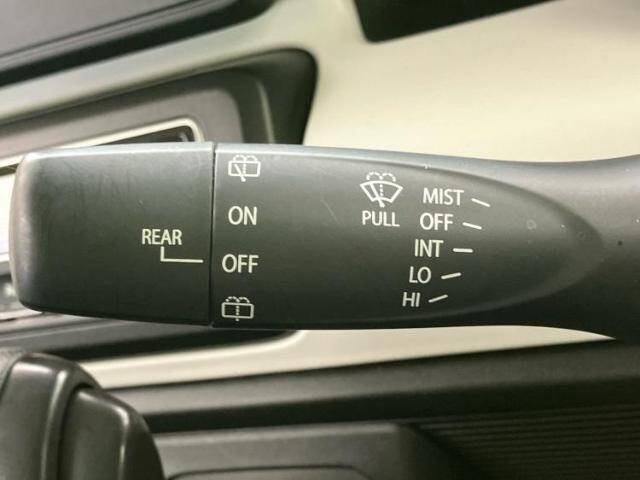 REAR
ON
OFF
PULL
MIST
OFF
INT
LO
HI